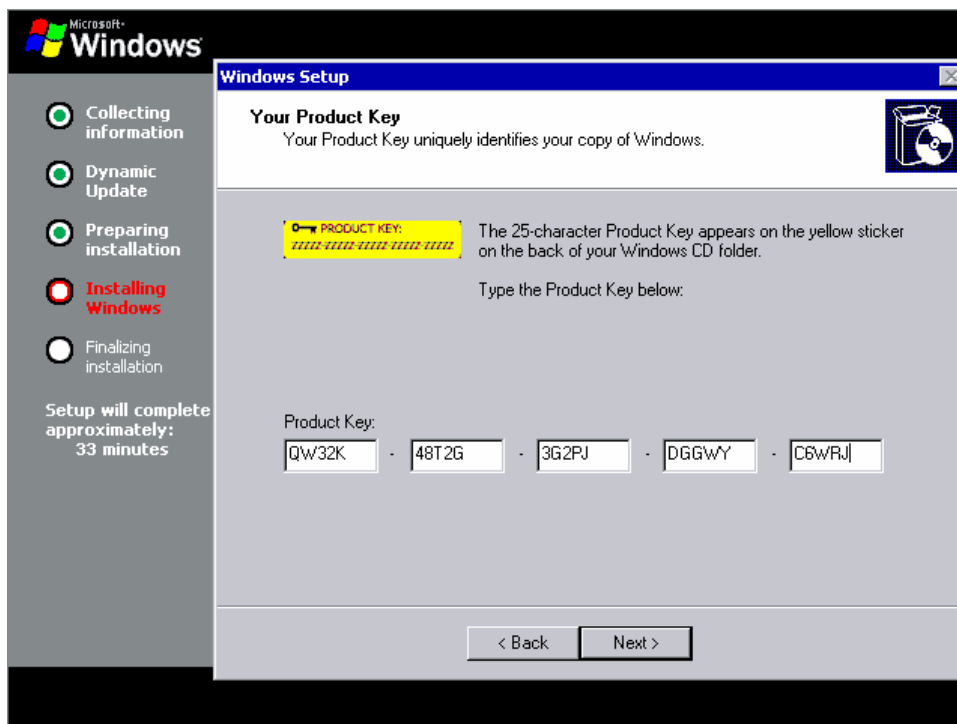 Microsoft
Windows
Windows Setup
Collecting
information
Dynamic
Update
Preparing
installation
Installing
Windows
Finalizing
installation
Setup will complete
approximately:
33 minutes
Your Product Key
Your Product Key uniquely identifies your copy of Windows.
PRODUCT KEY:
ZZZZZ-ZZZZZ-ZZZZZ-ZZZZZ-ZZZZZ
The 25-character Product Key appears on the yellow sticker
on the back of your Windows CD folder.
Type the Product Key below:
Product Key:
QW32K - 48T2G - 3G2PJ - DGGWY - C6WRJ
< Back Next >